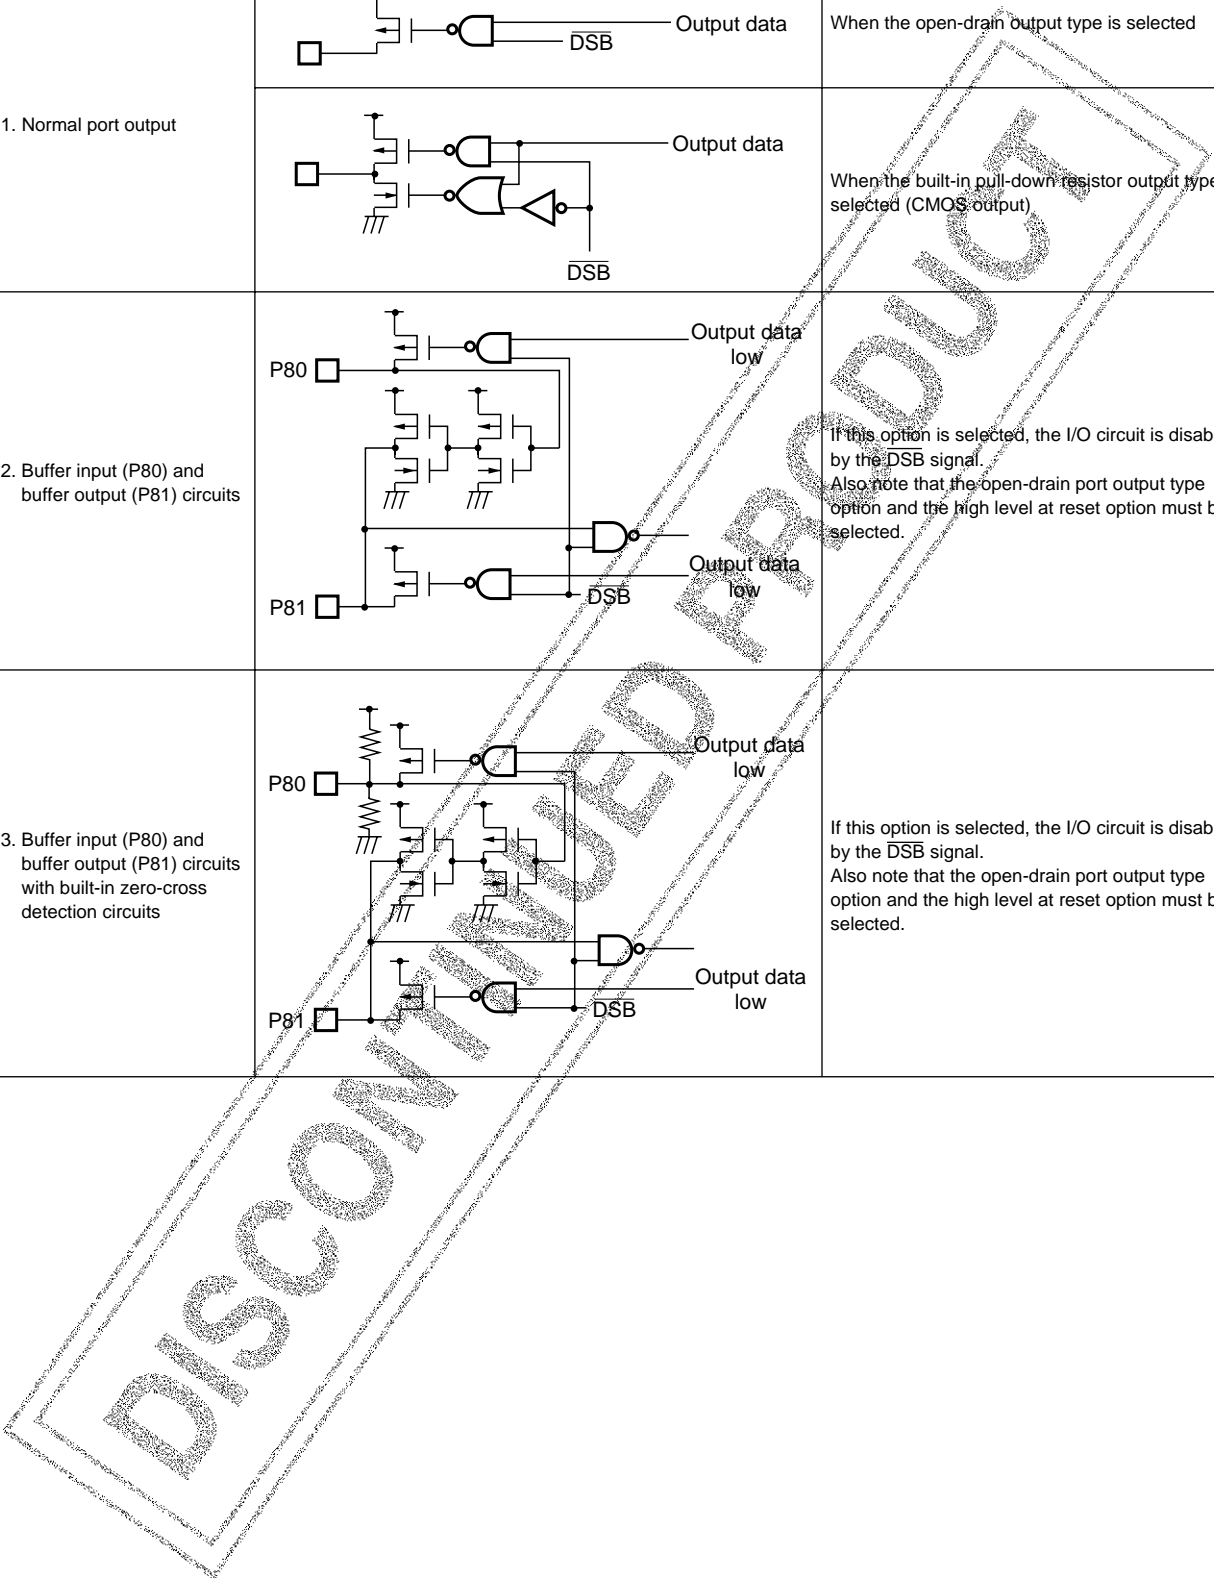 Output data
DSB
When the open-drain output type is selected
1. Normal port output
Output data
DSB
When the built-in pull-down resistor output type
selected (CMOS output)
2. Buffer input (P80) and
buffer output (P81) circuits
P80
Output data
low
Output data
low
DSB
P81
If this option is selected, the I/O circuit is disab
by the DSB signal.
Also note that the open-drain port output type
option and the high level at reset option must b
selected.
3. Buffer input (P80) and
buffer output (P81) circuits
with built-in zero-cross
detection circuits
P80
Output data
low
Output data
low
DSB
P81
If this option is selected, the I/O circuit is disab
by the DSB signal.
Also note that the open-drain port output type
option and the high level at reset option must b
selected.
DISCONTINUED PRODUCT